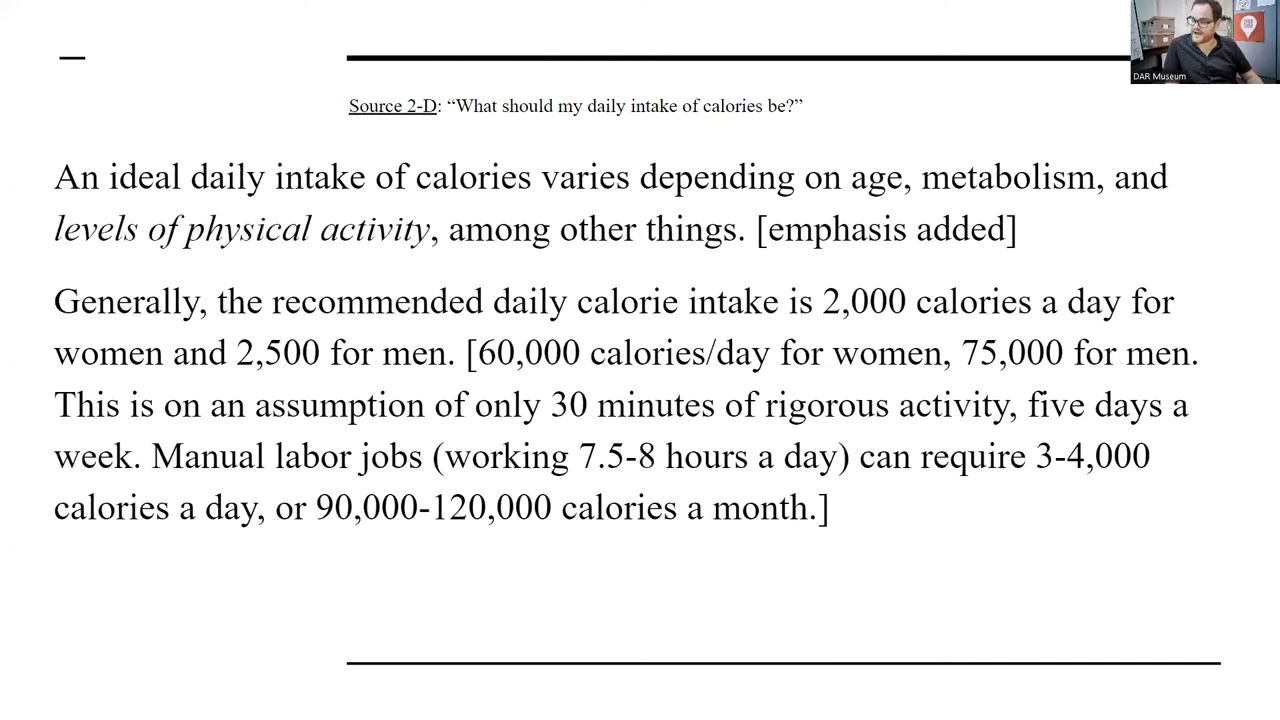 DAR Museum
Source 2-D: “What should my daily intake of calories be?”
An ideal daily intake of calories varies depending on age, metabolism, and
levels of physical activity, among other things. [emphasis added]
Generally, the recommended daily calorie intake is 2,000 calories a day for
women and 2,500 for men. [60,000 calories/day for women, 75,000 for men.
This is on an assumption of only 30 minutes of rigorous activity, five days a
week. Manual labor jobs (working 7.5-8 hours a day) can require 3-4,000
calories a day, or 90,000-120,000 calories a month.]